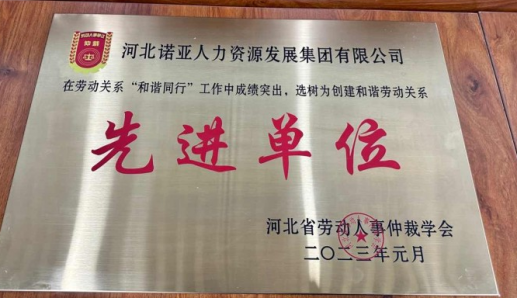 河北诺亚人力资源发展集团有限公司
在劳动关系“和谐同行”工作中成绩突出，选树为创建和谐劳动关系
先进单位
河北省劳动人事仲裁学会
二〇二三年元月